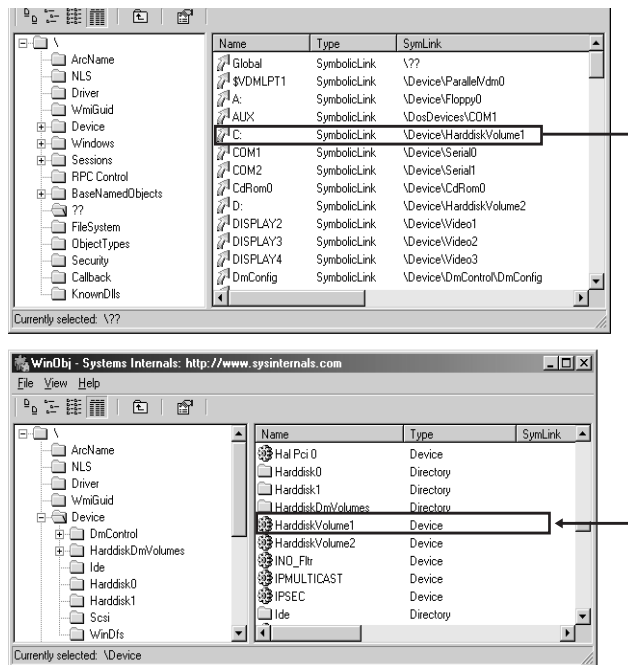 \
ArcName
NLS
Driver
WmiGuid
Device
Windows
Sessions
RPC Control
BaseNamedObjects
??
FileSystem
ObjectTypes
Security
Callback
KnownDlls
Name Type SymLink
Global SymbolicLink \??
$VDMLPT1 SymbolicLink \Device\ParallelVdm0
A: SymbolicLink \Device\Floppy0
AUX SymbolicLink \DosDevices\COM1
C: SymbolicLink \Device\HarddiskVolume1
COM1 SymbolicLink \Device\Serial0
COM2 SymbolicLink \Device\Serial1
CdRom0 SymbolicLink \Device\CdRom0
D: SymbolicLink \Device\HarddiskVolume2
DISPLAY2 SymbolicLink \Device\Video1
DISPLAY3 SymbolicLink \Device\Video2
DISPLAY4 SymbolicLink \Device\Video3
DmConfig SymbolicLink \Device\DmControl\DmConfig
Currently selected: \??
WinObj - Systems Internals: http://www.sysinternals.com
File View Help
\
ArcName
NLS
Driver
WmiGuid
Device
DmControl
HarddiskDmVolumes
Ide
Harddisk0
Harddisk1
Scsi
WinDfs
Name Type SymLink
Hal Pci 0 Device
Harddisk0 Directory
Harddisk1 Directory
HarddiskDmVolumes Directory
HarddiskVolume1 Device
HarddiskVolume2 Device
INO_Fltr Device
IPMULTICAST Device
IPSEC Device
Ide Directory
Currently selected: \Device